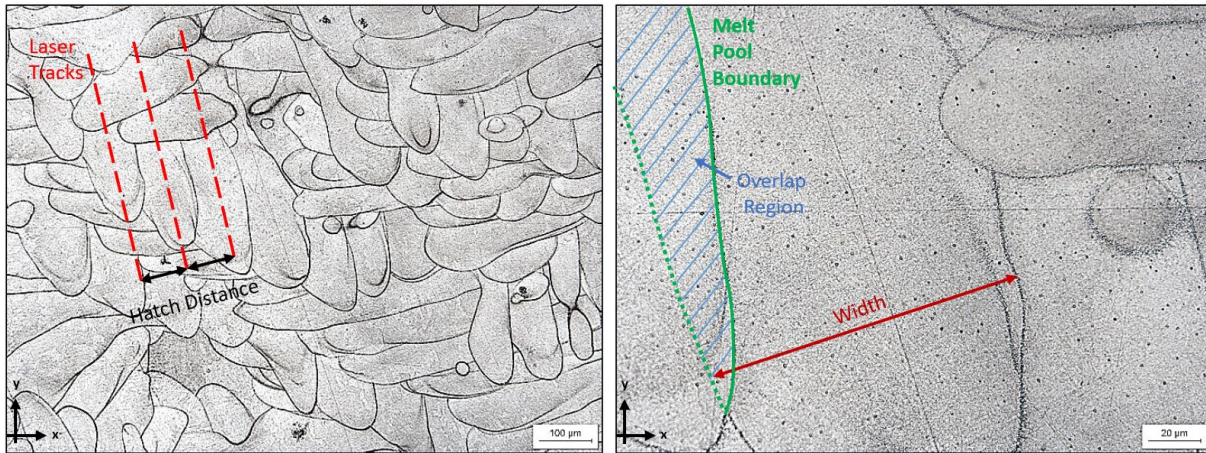 Laser
Tracks
d
Hatch Distance
y
x
100 µm
Melt
Pool
Boundary
Overlap
Region
Width
y
x
20 µm